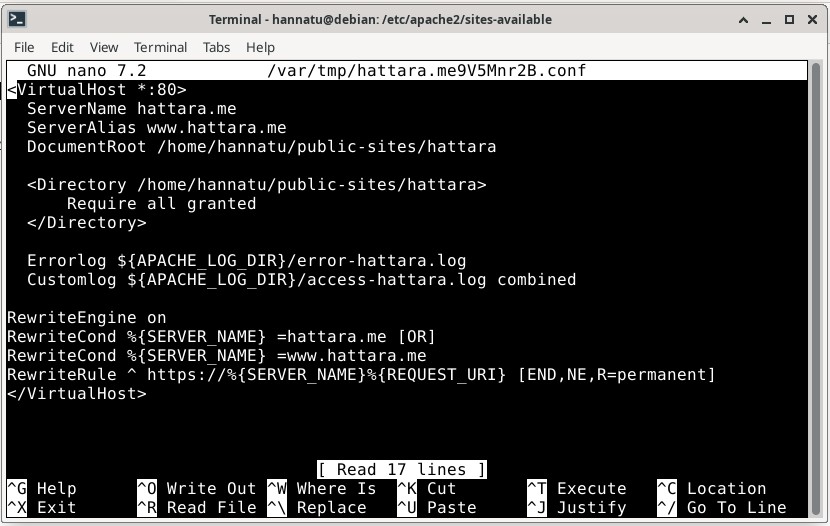 Terminal - hannatu@debian: /etc/apache2/sites-available
File Edit View Terminal Tabs Help
GNU nano 7.2 /var/tmp/hattara.me9V5Mnr2B.conf
<VirtualHost *:80>
ServerName hattara.me
ServerAlias www.hattara.me
DocumentRoot /home/hannatu/public-sites/hattara
<Directory /home/hannatu/public-sites/hattara>
Require all granted
</Directory>
Errorlog ${APACHE_LOG_DIR}/error-hattara.log
Customlog ${APACHE_LOG_DIR}/access-hattara.log combined
RewriteEngine on
RewriteCond %{SERVER_NAME} =hattara.me [OR]
RewriteCond %{SERVER_NAME} =www.hattara.me
RewriteRule ^ https://%{SERVER_NAME}%{REQUEST_URI} [END,NE,R=permanent]
</VirtualHost>
[ Read 17 lines ]
^G Help ^O Write Out ^W Where Is ^K Cut ^T Execute ^C Location
^X Exit ^R Read File ^\ Replace ^U Paste ^J Justify ^/ Go To Line